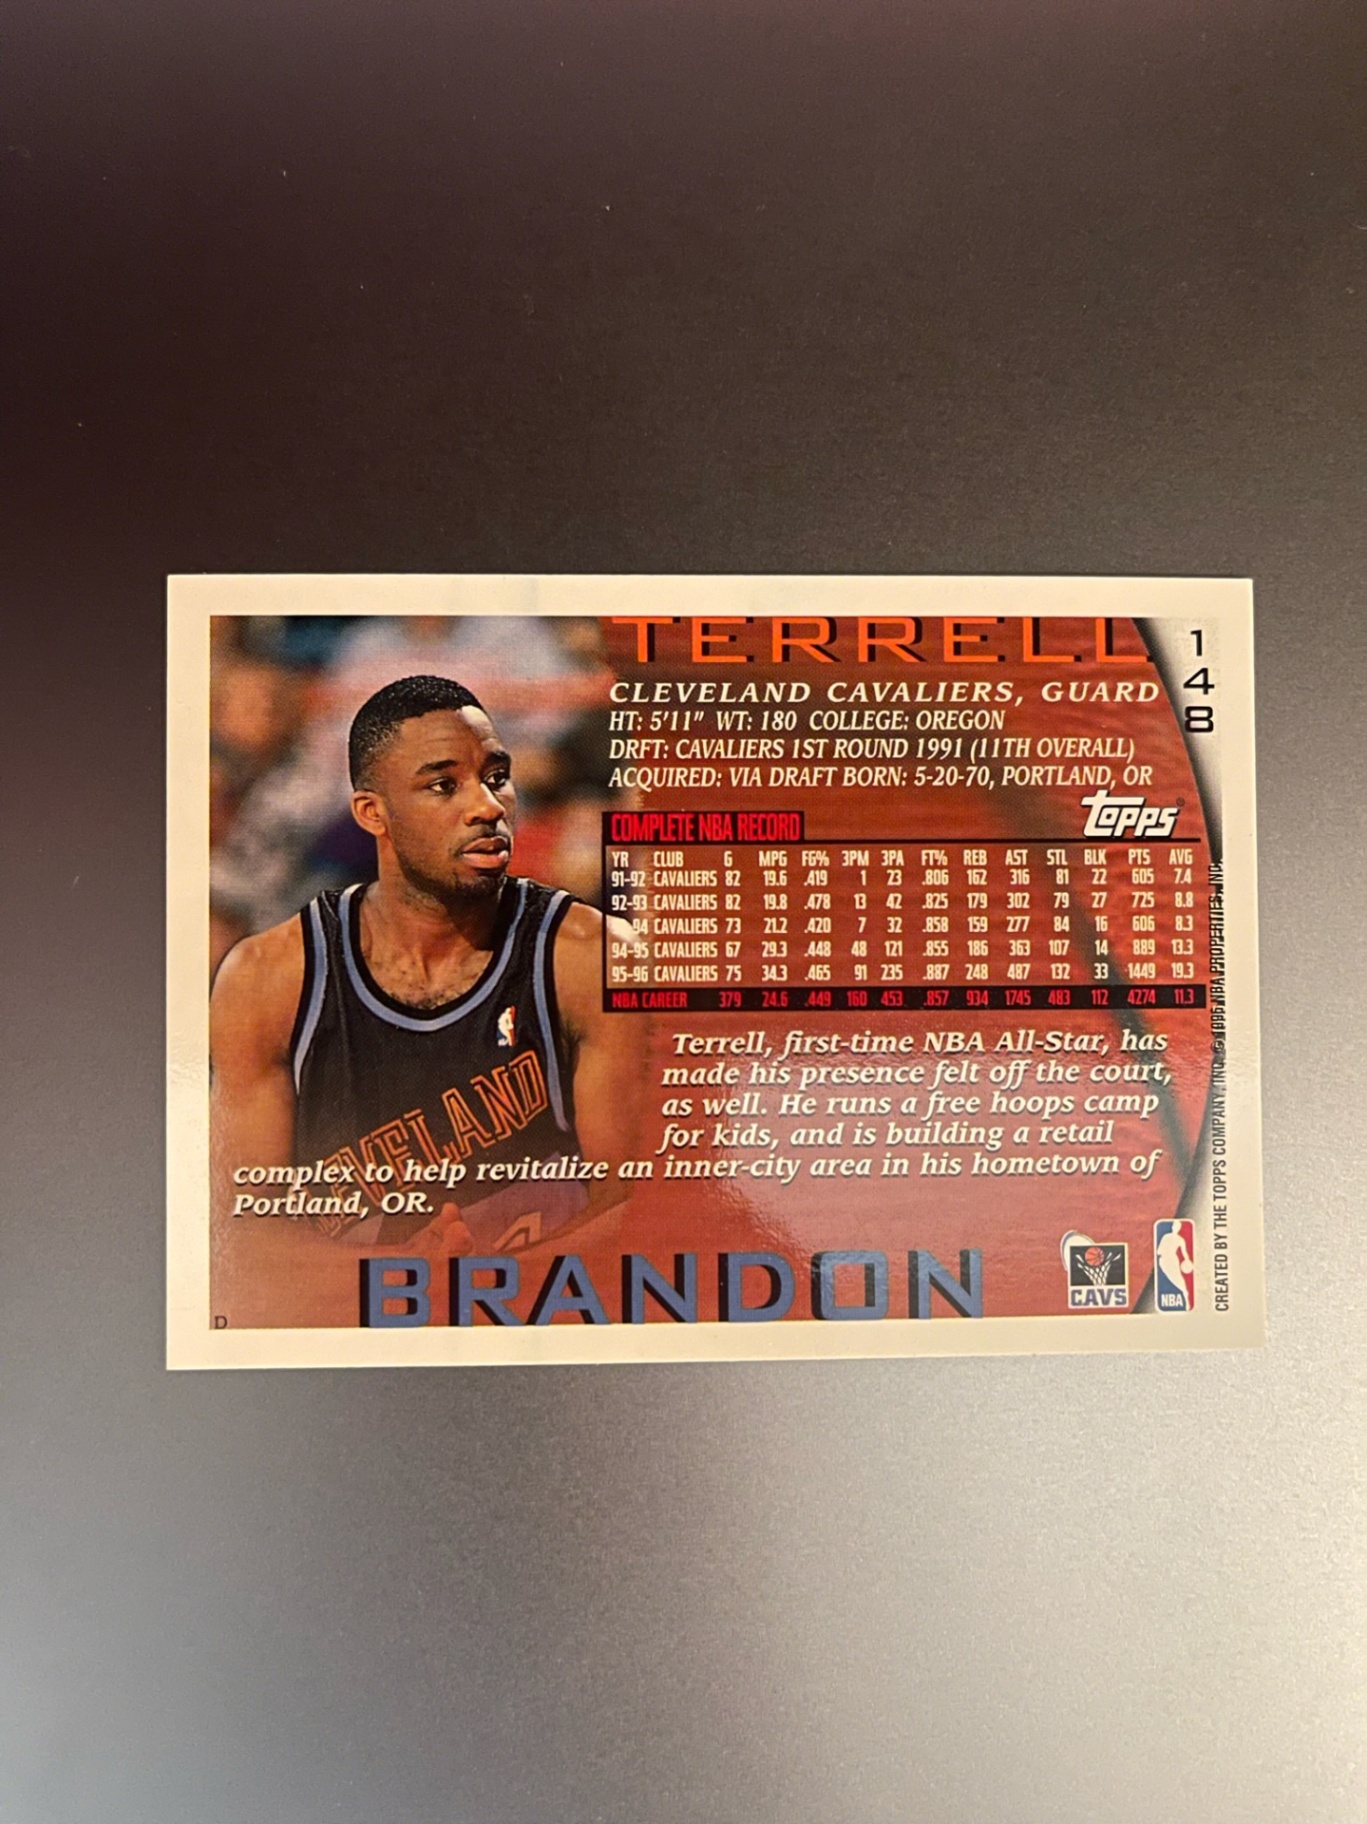 TERRELL
148
CLEVELAND CAVALIERS, GUARD
HT: 5'11" WT: 180 COLLEGE: OREGON
DRFT: CAVALIERS 1ST ROUND 1991 (11TH OVERALL)
ACQUIRED: VIA DRAFT BORN: 5-20-70, PORTLAND, OR
Topps
COMPLETE NBA RECORD
YR CLUB G MPG FG% 3PM 3PA FT% REB AST STL BLK PTS AVG
91-92 CAVALIERS 82 19.6 .419 1 23 .806 162 316 81 22 605 7.4
92-93 CAVALIERS 82 19.8 .478 13 42 .825 179 302 79 27 725 8.8
-94 CAVALIERS 73 21.2 .420 7 32 .858 159 277 84 16 606 8.3
94-95 CAVALIERS 67 29.3 .448 48 121 .855 186 363 107 14 889 13.3
95-96 CAVALIERS 75 34.3 .465 91 235 .887 248 487 132 33 1449 19.3
NBA CAREER 379 24.6 .449 160 453 .857 934 1745 483 112 4274 11.3
Terrell, first-time NBA All-Star, has
made his presence felt off the court,
as well. He runs a free hoops camp
for kids, and is building a retail
complex to help revitalize an inner-city area in his hometown of
Portland, OR.
CLEVELAND
BRANDON
CAVS
NBA
D
CREATED BY THE TOPPS COMPANY, INC. © 1996 NBA PROPERTIES, INC.